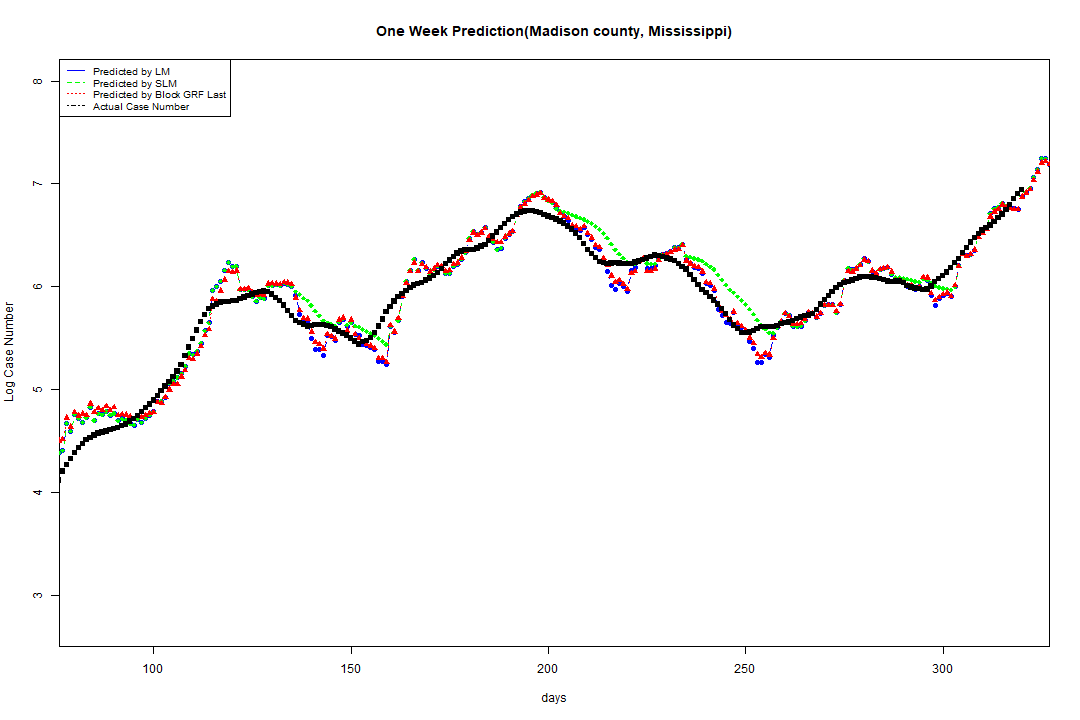 One Week Prediction(Madison county, Mississippi)
Predicted by LM
Predicted by SLM
Predicted by Block GRF Last
Actual Case Number
8
7
6
5
4
3
Log Case Number
100 150 200 250 300
days